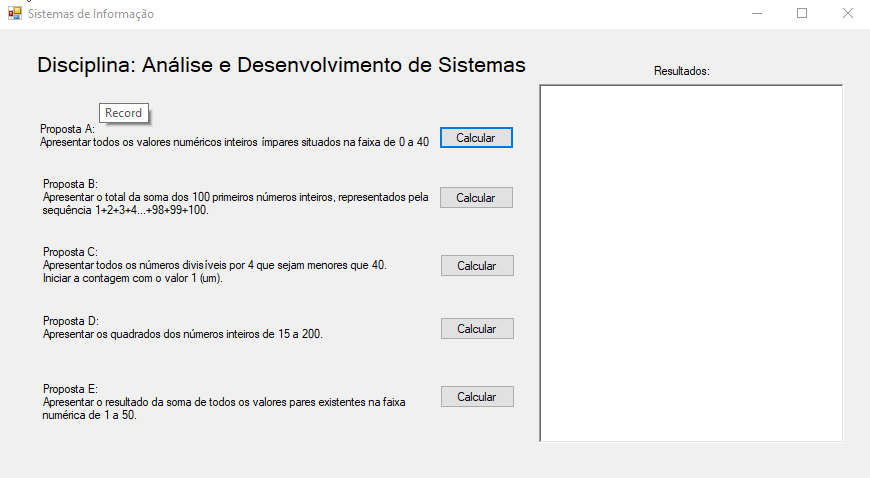 Sistemas de Informação
Disciplina: Análise e Desenvolvimento de Sistemas
Resultados:
Record
Proposta A:
Apresentar todos os valores numéricos inteiros ímpares situados na faixa de 0 a 40
Calcular
Proposta B:
Apresentar o total da soma dos 100 primeiros números inteiros, representados pela
sequência 1+2+3+4...+98+99+100.
Calcular
Proposta C:
Apresentar todos os números divisíveis por 4 que sejam menores que 40.
Iniciar a contagem com o valor 1 (um).
Calcular
Proposta D:
Apresentar os quadrados dos números inteiros de 15 a 200.
Calcular
Proposta E:
Apresentar o resultado da soma de todos os valores pares existentes na faixa
numérica de 1 a 50.
Calcular